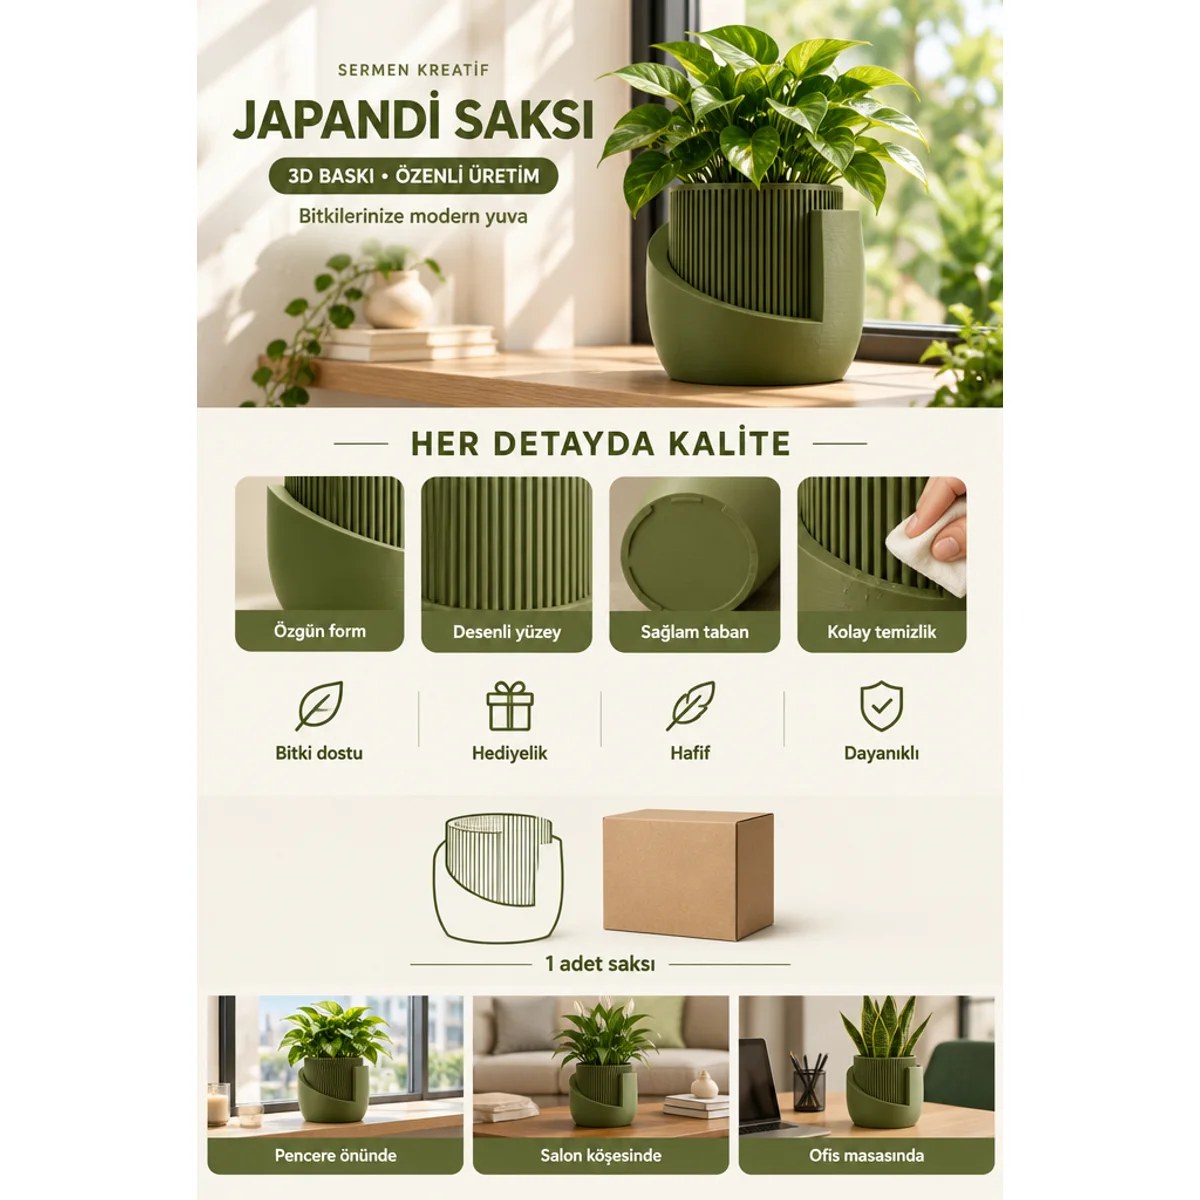 SERMEN KREATİF
JAPANDİ SAKSI
3D BASKI • ÖZENLİ ÜRETİM
Bitkilerinize modern yuva
HER DETAYDA KALİTE
Özgün form
Desenli yüzey
Sağlam taban
Kolay temizlik
Bitki dostu
Hediyelik
Hafif
Dayanıklı
1 adet saksı
Pencere önünde
Salon köşesinde
Ofis masasında